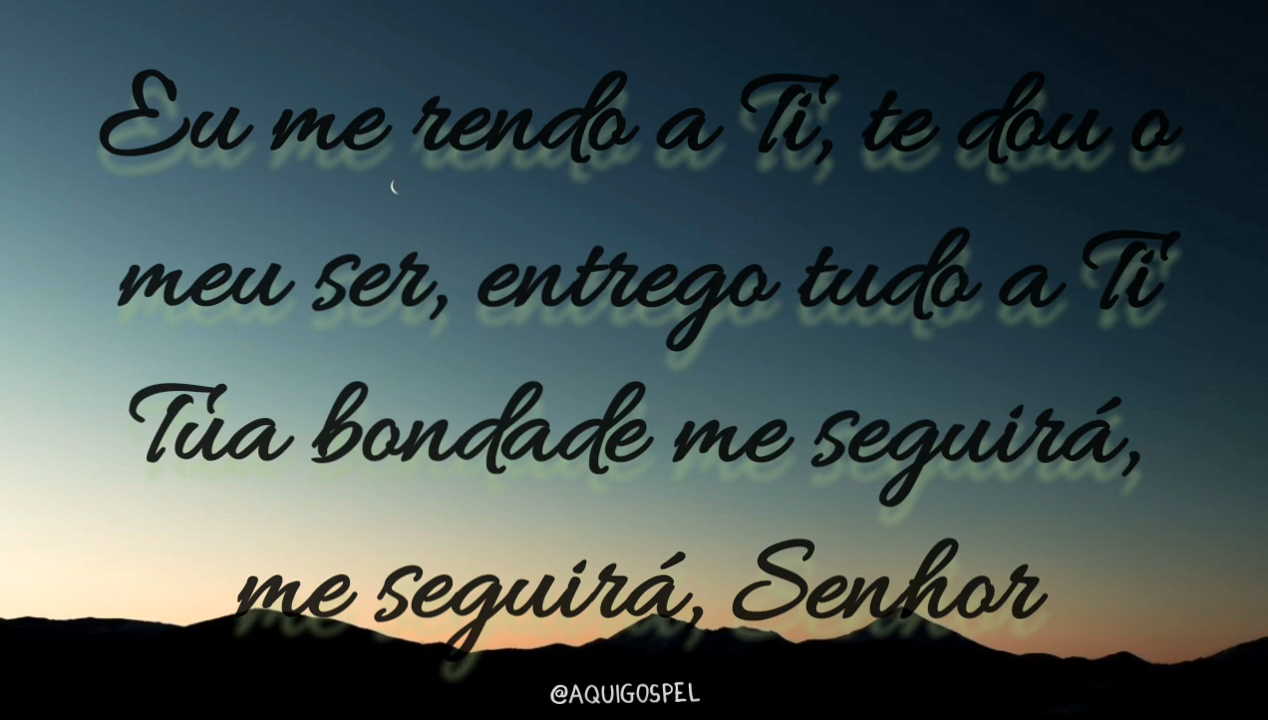 Eu me rendo a Ti, te dou o
meu ser, entrego tudo a Ti
Tua bondade me seguirá,
me seguirá, Senhor
@AQUIGOSPEL